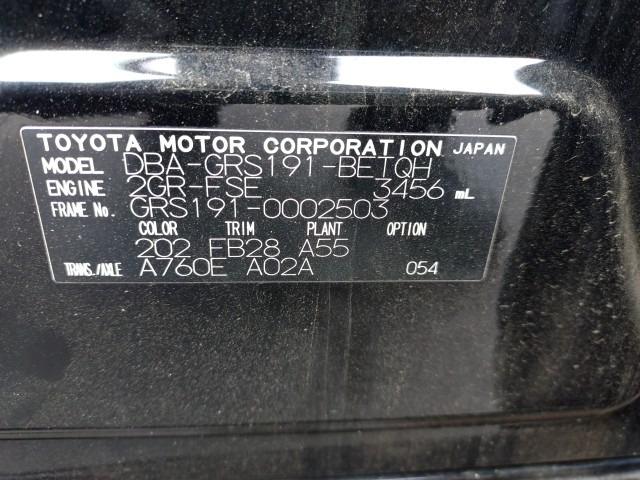 TOYOTA MOTOR CORPORATION JAPAN
MODEL DBA-GRS191-BETQH
ENGINE 2GR-FSE 3456 mL
FRAME No. GRS191-0002503
COLOR TRIM PLANT OPTION
202 FB28 A55
TRANS./AXLE A760E A02A 054